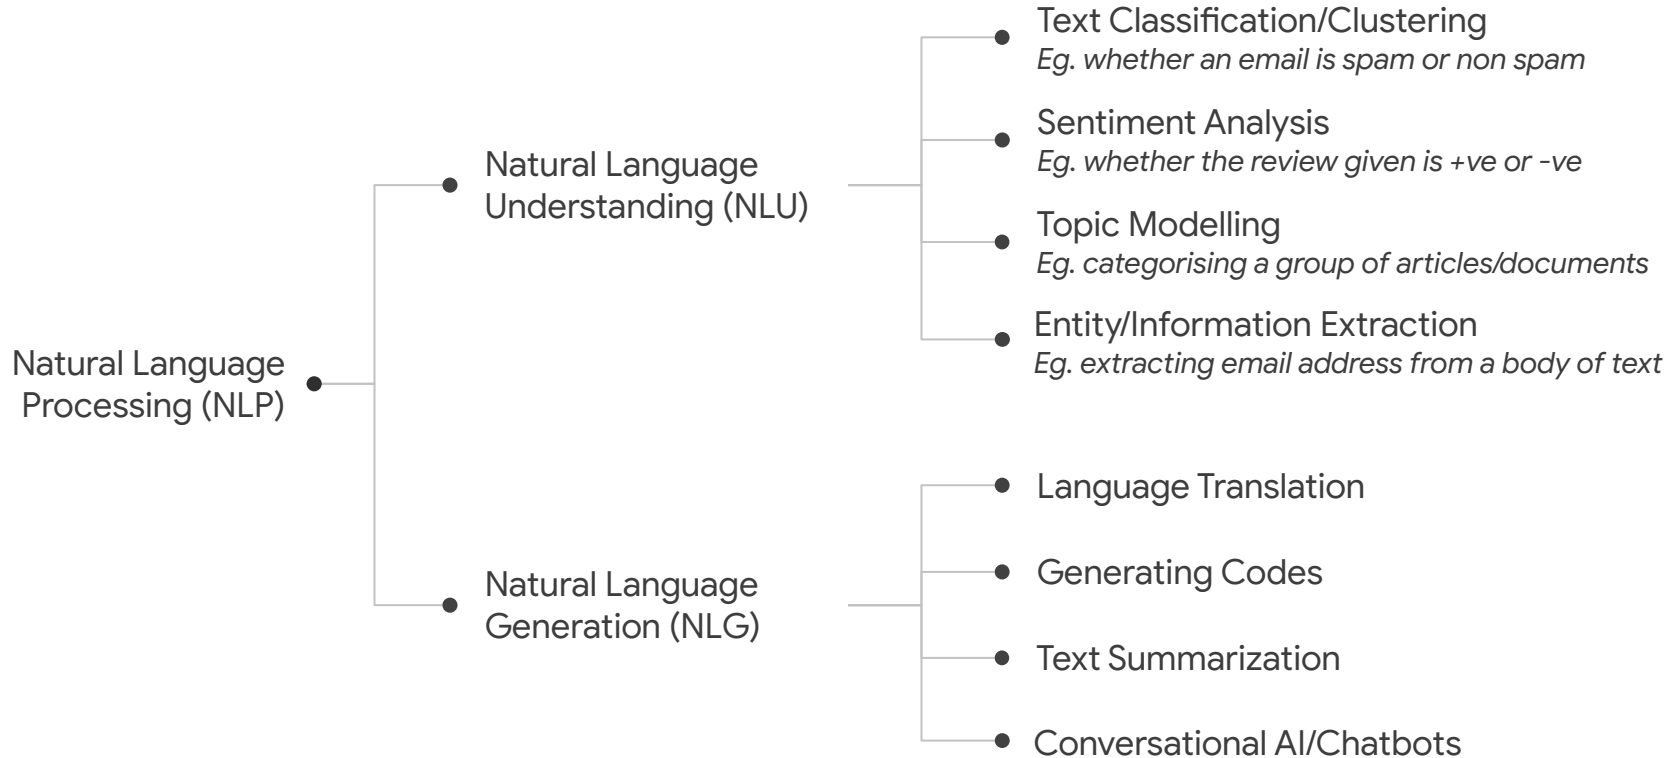 Text Classification/Clustering
Eg. whether an email is spam or non spam
Sentiment Analysis
Eg. whether the review given is +ve or -ve
Natural Language
Understanding (NLU)
Topic Modelling
Eg. categorising a group of articles/documents
Entity/Information Extraction
Eg. extracting email address from a body of text
Natural Language
Processing (NLP)
Language Translation
Generating Codes
Natural Language
Generation (NLG)
Text Summarization
Conversational AI/Chatbots